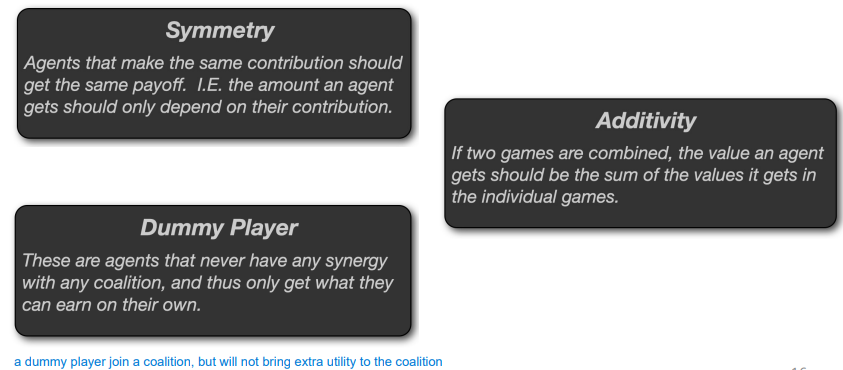 Symmetry
Agents that make the same contribution should
get the same payoff. I.E. the amount an agent
gets should only depend on their contribution.
Additivity
If two games are combined, the value an agent
gets should be the sum of the values it gets in
the individual games.
Dummy Player
These are agents that never have any synergy
with any coalition, and thus only get what they
can earn on their own.
a dummy player join a coalition, but will not bring extra utility to the coalition